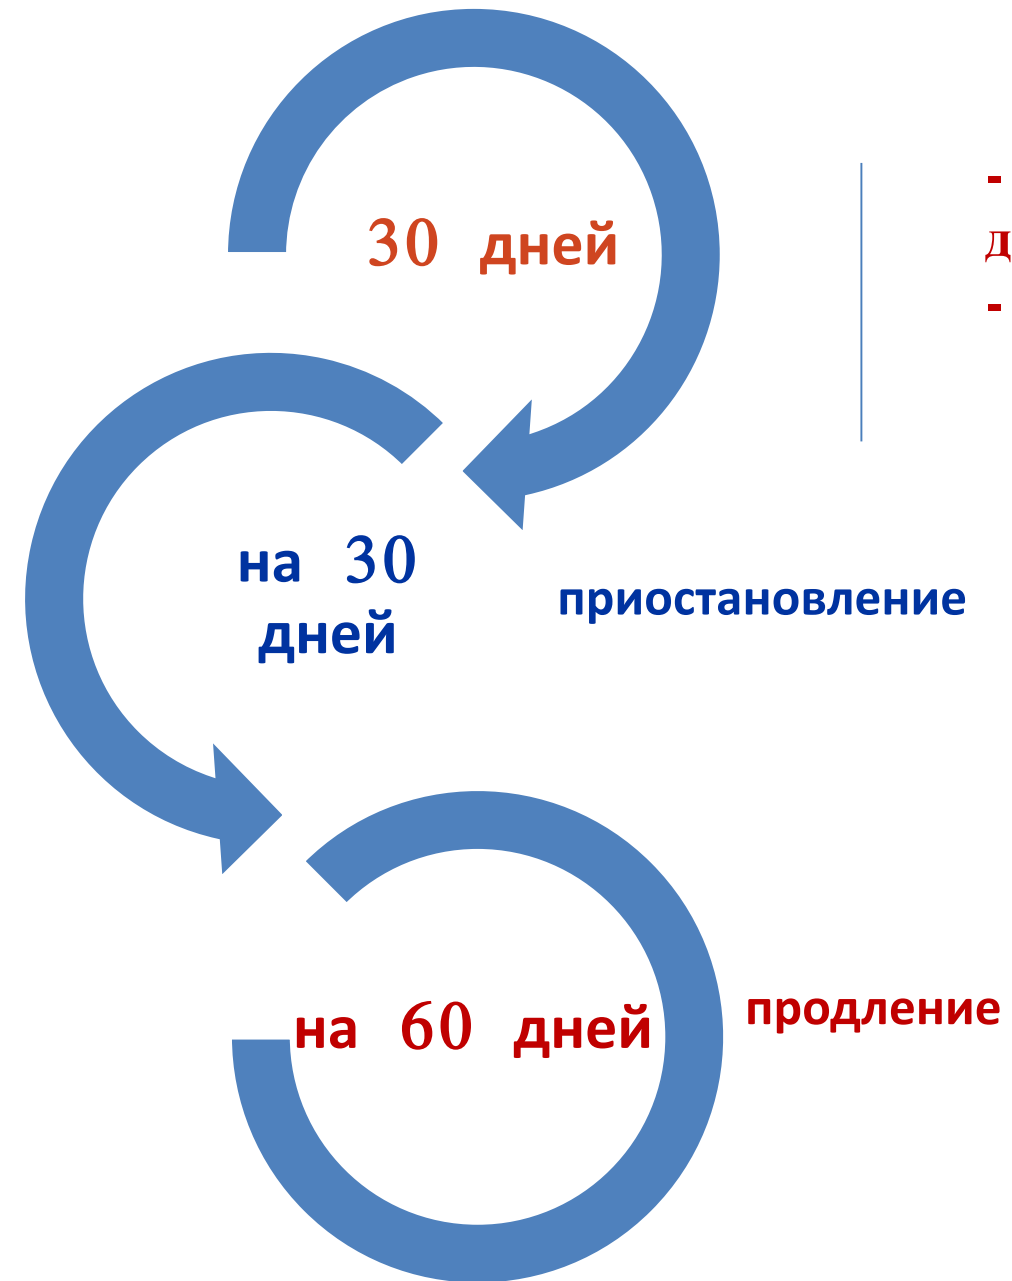 30 дней
-
д
-
на 30
дней
приостановление
на 60 дней
продление